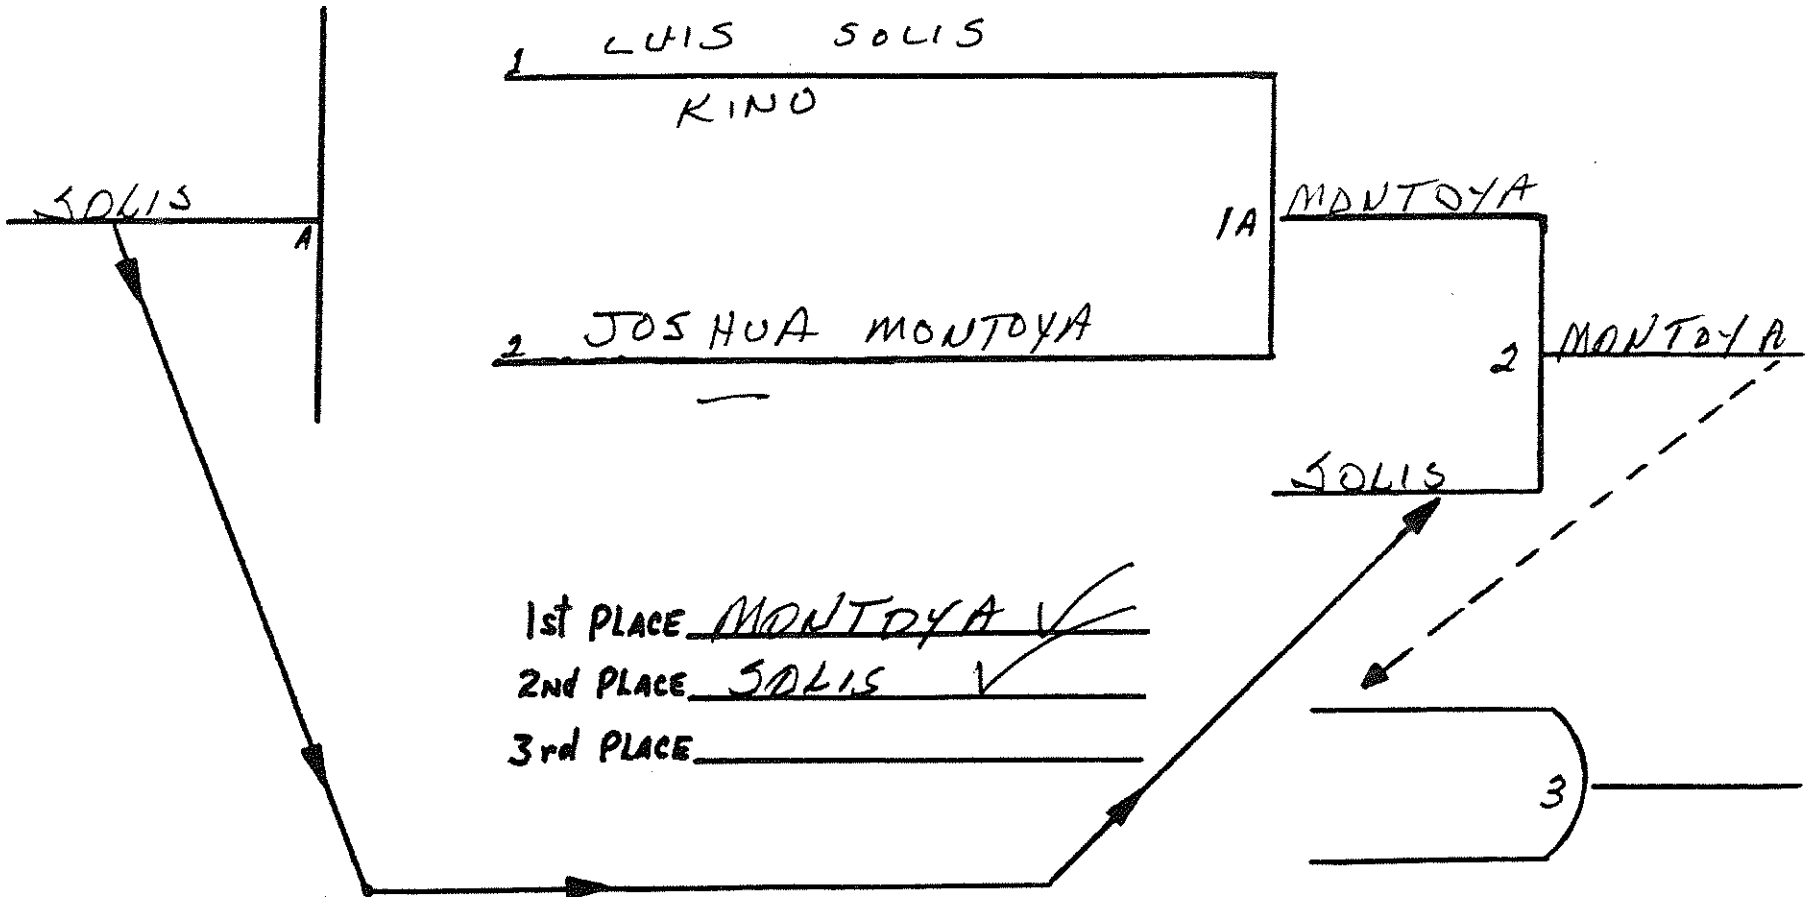 1 LUIS SOLIS
KINO
SOLIS
A
1A
MONTOYA
2 JOSHUA MONTOYA
2
MONTOYA
SOLIS
1st PLACE MONTOYA
2Nd PLACE SOLIS
3rd PLACE
3